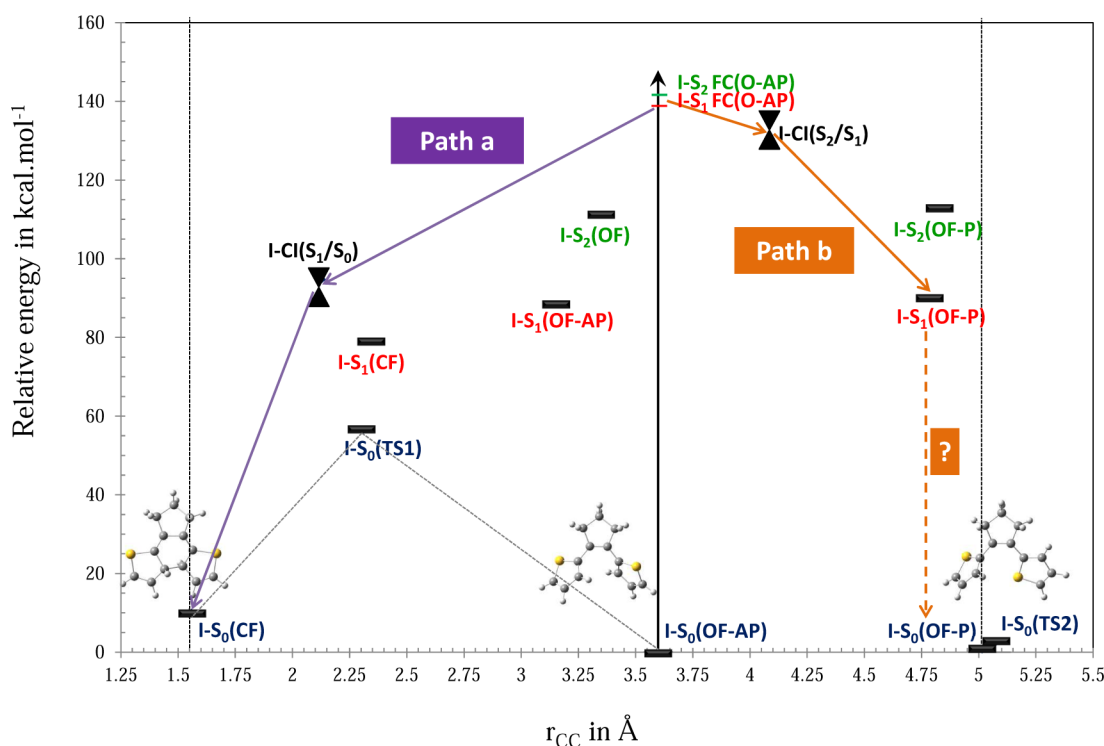 160
140
120
100
80
60
40
20
0
Relative energy in kcal.mol⁻¹
I-S₂ FC(O-AP)
I-S₁ FC(O-AP)
Path a
I-CI(S₂/S₁)
I-S₂(OF)
I-S₂(OF-P)
I-CI(S₁/S₀)
Path b
I-S₁(OF-AP)
I-S₁(OF-P)
I-S₁(CF)
I-S₀(TS1)
?
I-S₀(CF)
I-S₀(OF-AP)
I-S₀(OF-P)
I-S₀(TS2)
1.25 1.5 1.75 2 2.25 2.5 2.75 3 3.25 3.5 3.75 4 4.25 4.5 4.75 5 5.25 5.5
r_CC in Å